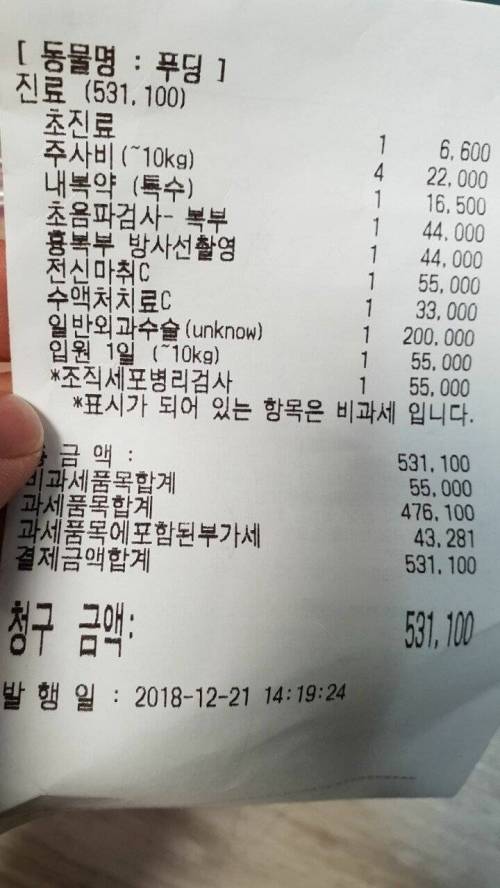 [ 동물명 : 푸딩 ]
진료 (531,100)
초진료 1 6,600
주사비(~10kg) 4 22,000
내복약 (특수) 1 16,500
초음파검사- 복부 1 44,000
흉복부 방사선촬영 1 44,000
전신마취C 1 55,000
수액처치료C 1 33,000
일반외과수술(unknow) 1 200,000
입원 1일 (~10kg) 1 55,000
*조직세포병리검사 1 55,000
*표시가 되어 있는 항목은 비과세 입니다.
금 액 : 531,100
비과세품목합계 55,000
과세품목합계 476,100
과세품목에포함된부가세 43,281
결제금액합계 531,100
청구 금액: 531,100
발 행 일 : 2018-12-21 14:19:24